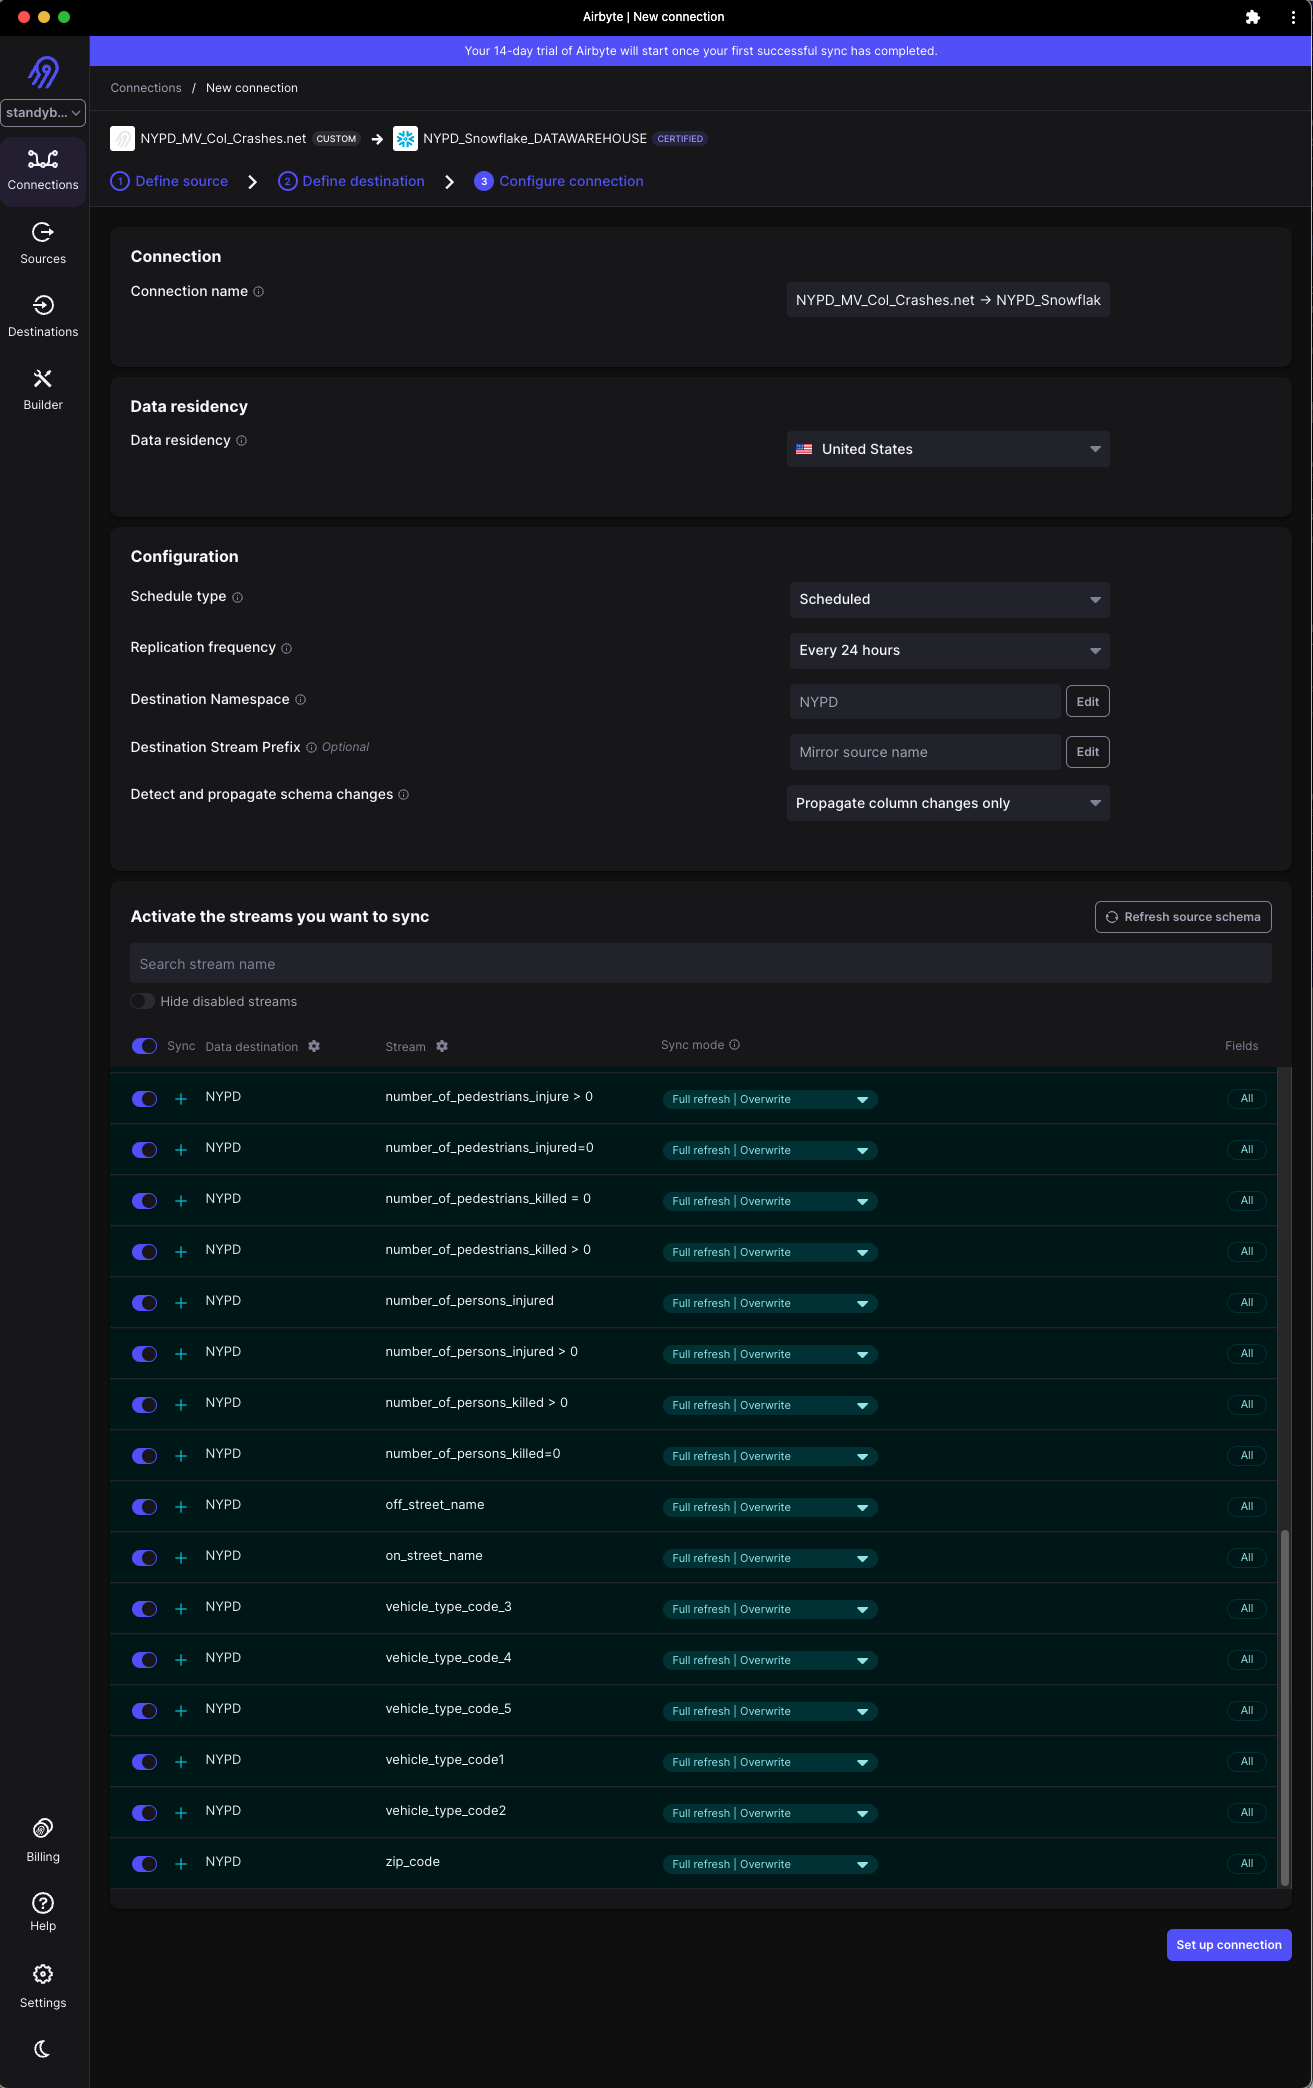 Airbyte | New connection
Your 14-day trial of Airbyte will start once your first successful sync has completed.
standyb...
Connections / New connection
NYPD_MV_Col_Crashes.net CUSTOM → NYPD_Snowflake_DATAWAREHOUSE CERTIFIED
1 Define source 2 Define destination 3 Configure connection
Connections
Sources
Destinations
Builder
Connection
Connection name
NYPD_MV_Col_Crashes.net → NYPD_Snowflak
Data residency
Data residency
United States
Configuration
Schedule type
Scheduled
Replication frequency
Every 24 hours
Destination Namespace
NYPD
Edit
Destination Stream Prefix Optional
Mirror source name
Edit
Detect and propagate schema changes
Propagate column changes only
Activate the streams you want to sync
Refresh source schema
Search stream name
Hide disabled streams
Sync Data destination Stream Sync mode Fields
NYPD number_of_pedestrians_injure > 0 Full refresh | Overwrite All
NYPD number_of_pedestrians_injured=0 Full refresh | Overwrite All
NYPD number_of_pedestrians_killed = 0 Full refresh | Overwrite All
NYPD number_of_pedestrians_killed > 0 Full refresh | Overwrite All
NYPD number_of_persons_injured Full refresh | Overwrite All
NYPD number_of_persons_injured > 0 Full refresh | Overwrite All
NYPD number_of_persons_killed > 0 Full refresh | Overwrite All
NYPD number_of_persons_killed=0 Full refresh | Overwrite All
NYPD off_street_name Full refresh | Overwrite All
NYPD on_street_name Full refresh | Overwrite All
NYPD vehicle_type_code_3 Full refresh | Overwrite All
NYPD vehicle_type_code_4 Full refresh | Overwrite All
NYPD vehicle_type_code_5 Full refresh | Overwrite All
NYPD vehicle_type_code1 Full refresh | Overwrite All
NYPD vehicle_type_code2 Full refresh | Overwrite All
NYPD zip_code Full refresh | Overwrite All
Set up connection
Billing
Help
Settings